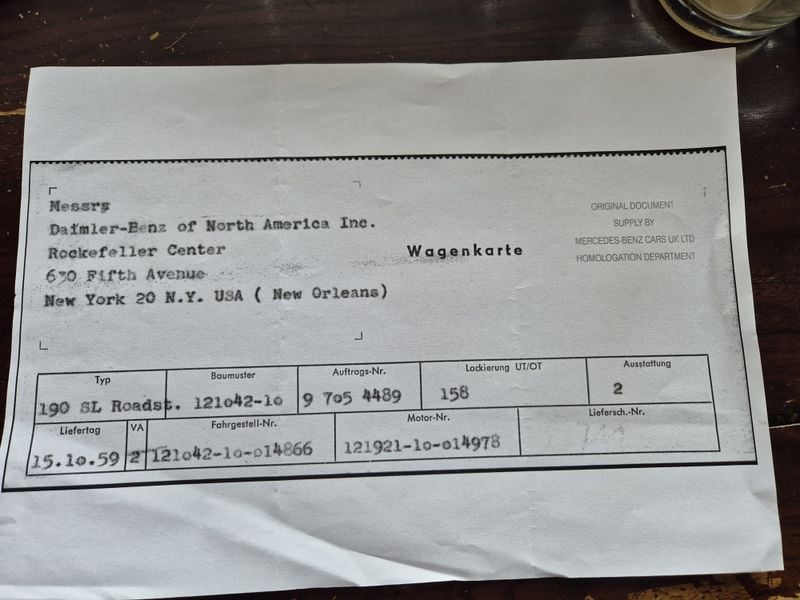 Messrs
Daimler-Benz of North America Inc.
Rockefeller Center
630 Fifth Avenue
New York 20 N.Y. USA ( New Orleans)
Wagenkarte
ORIGINAL DOCUMENT
SUPPLY BY
MERCEDES-BENZ CARS UK LTD
HOMOLOGATION DEPARTMENT
Typ Baumuster Auftrags-Nr. Lackierung UT/OT Ausstattung
190 SL Roadst. 121o42-1o 9 7o5 4489 158 2
Liefertag VA Fahrgestell-Nr. Motor-Nr. Liefersch.-Nr.
15.1o.59 2 121o42-1o-o14866 121921-1o-o14978